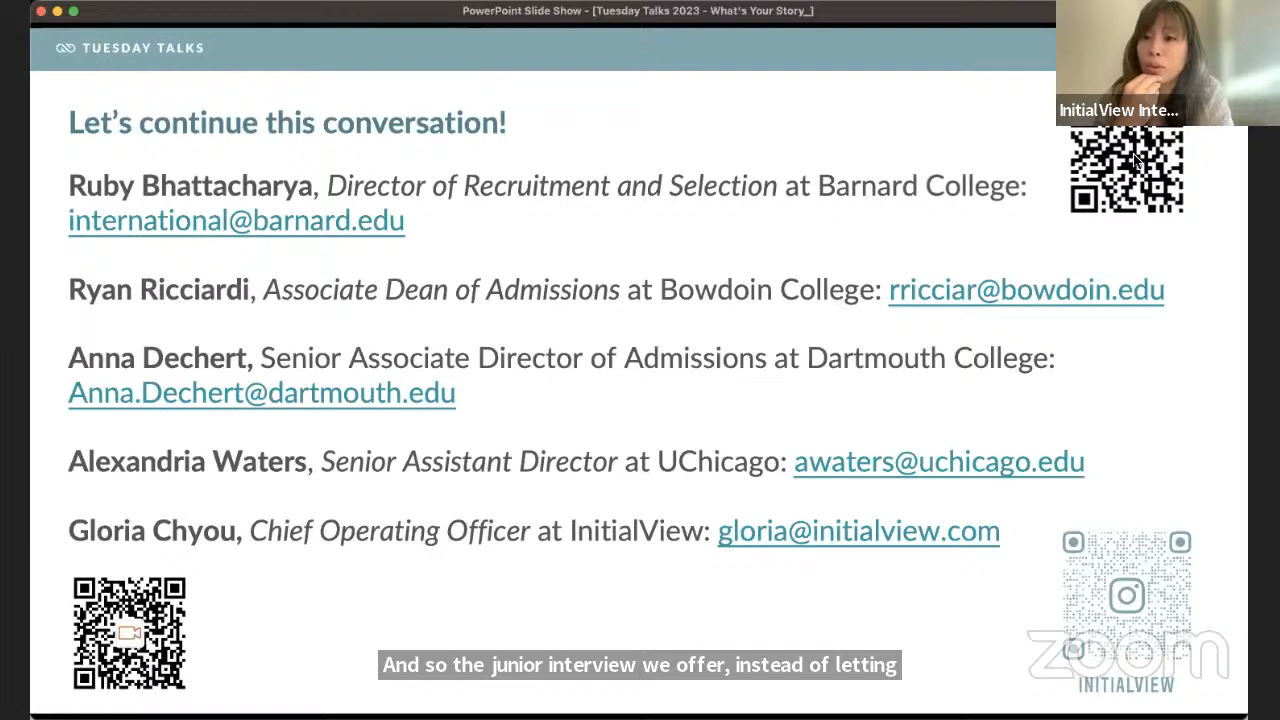 PowerPoint Slide Show - [Tuesday Talks 2023 - What's Your Story_]
TUESDAY TALKS
InitialView Inte...
Let's continue this conversation!
Ruby Bhattacharya, Director of Recruitment and Selection at Barnard College:
international@barnard.edu
Ryan Ricciardi, Associate Dean of Admissions at Bowdoin College: rricciar@bowdoin.edu
Anna Dechert, Senior Associate Director of Admissions at Dartmouth College:
Anna.Dechert@dartmouth.edu
Alexandria Waters, Senior Assistant Director at UChicago: awaters@uchicago.edu
Gloria Chyou, Chief Operating Officer at InitialView: gloria@initialview.com
And so the junior interview we offer, instead of letting
zoom
INITIALVIEW